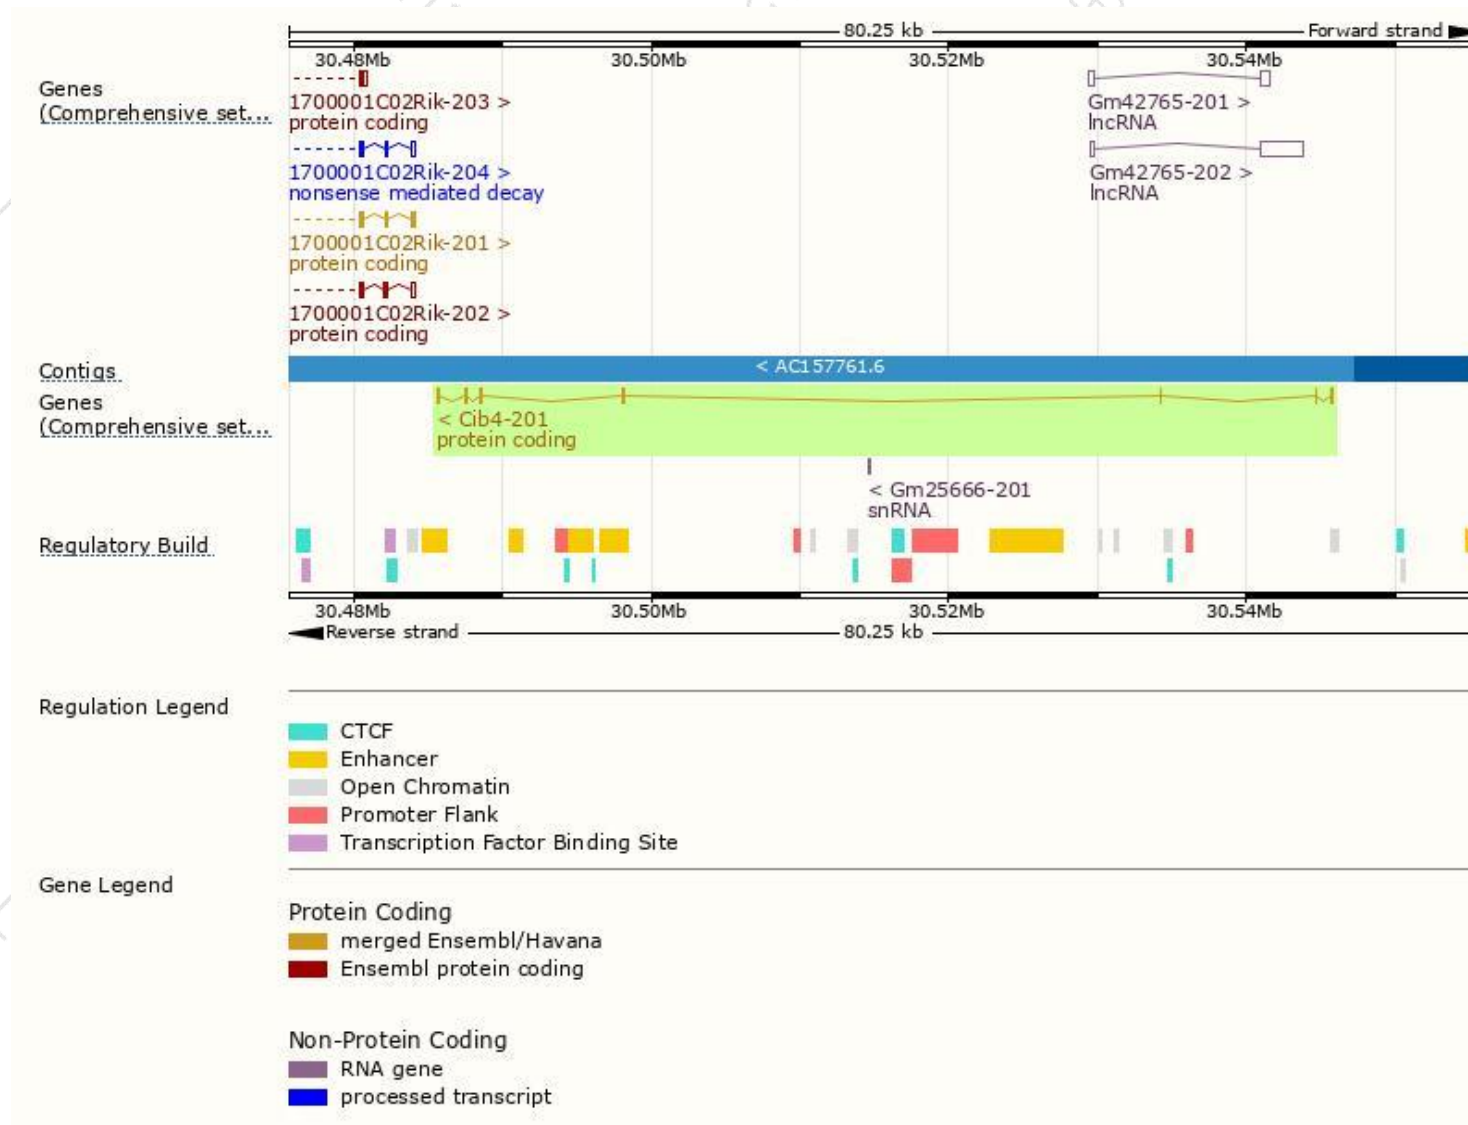 80.25 kb
Forward strand
30.48Mb 30.50Mb 30.52Mb 30.54Mb
Genes
(Comprehensive set...
1700001C02Rik-203 >
protein coding
Gm42765-201 >
lncRNA
1700001C02Rik-204 >
nonsense mediated decay
Gm42765-202 >
lncRNA
1700001C02Rik-201 >
protein coding
1700001C02Rik-202 >
protein coding
Contigs
< AC157761.6
Genes
(Comprehensive set...
< Cib4-201
protein coding
< Gm25666-201
snRNA
Regulatory Build
30.48Mb 30.50Mb 30.52Mb 30.54Mb
Reverse strand
80.25 kb
Regulation Legend
CTCF
Enhancer
Open Chromatin
Promoter Flank
Transcription Factor Binding Site
Gene Legend
Protein Coding
merged Ensembl/Havana
Ensembl protein coding
Non-Protein Coding
RNA gene
processed transcript